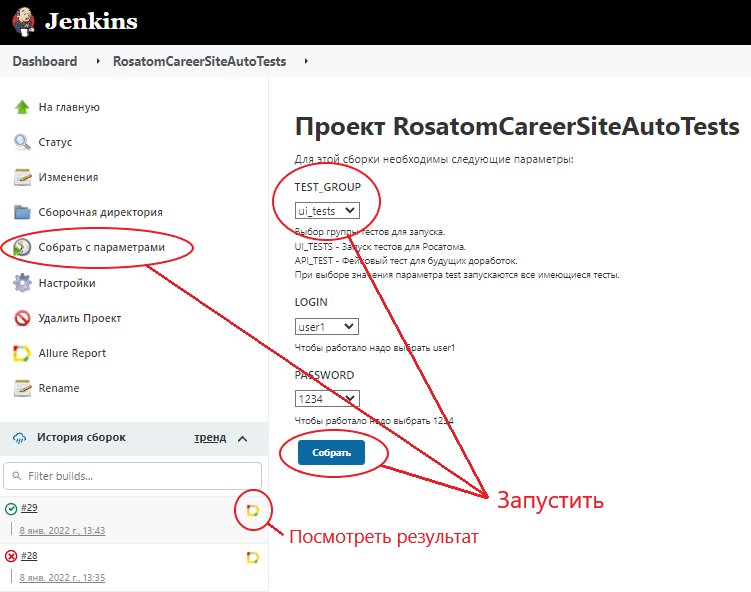 Jenkins
Dashboard
RosatomCareerSiteAutoTests
На главную
Статус
Изменения
Сборочная директория
Собрать с параметрами
Настройки
Удалить Проект
Allure Report
Rename
История сборок
тренд
Filter builds...
#29
8 янв. 2022 г., 13:43
#28
8 янв. 2022 г., 13:35
Проект RosatomCareerSiteAutoTests
Для этой сборки необходимы следующие параметры:
TEST_GROUP
ui_tests
Выбор группы тестов для запуска.
UI_TESTS - Запуск тестов для Росатома.
API_TEST - Фейковый тест для будущих доработок.
При выборе значения параметра test запускаются все имеющиеся тесты.
LOGIN
user1
Чтобы работало надо выбрать user1
PASSWORD
1234
Чтобы работало надо выбрать 1234
Собрать
Запустить
Посмотреть результат